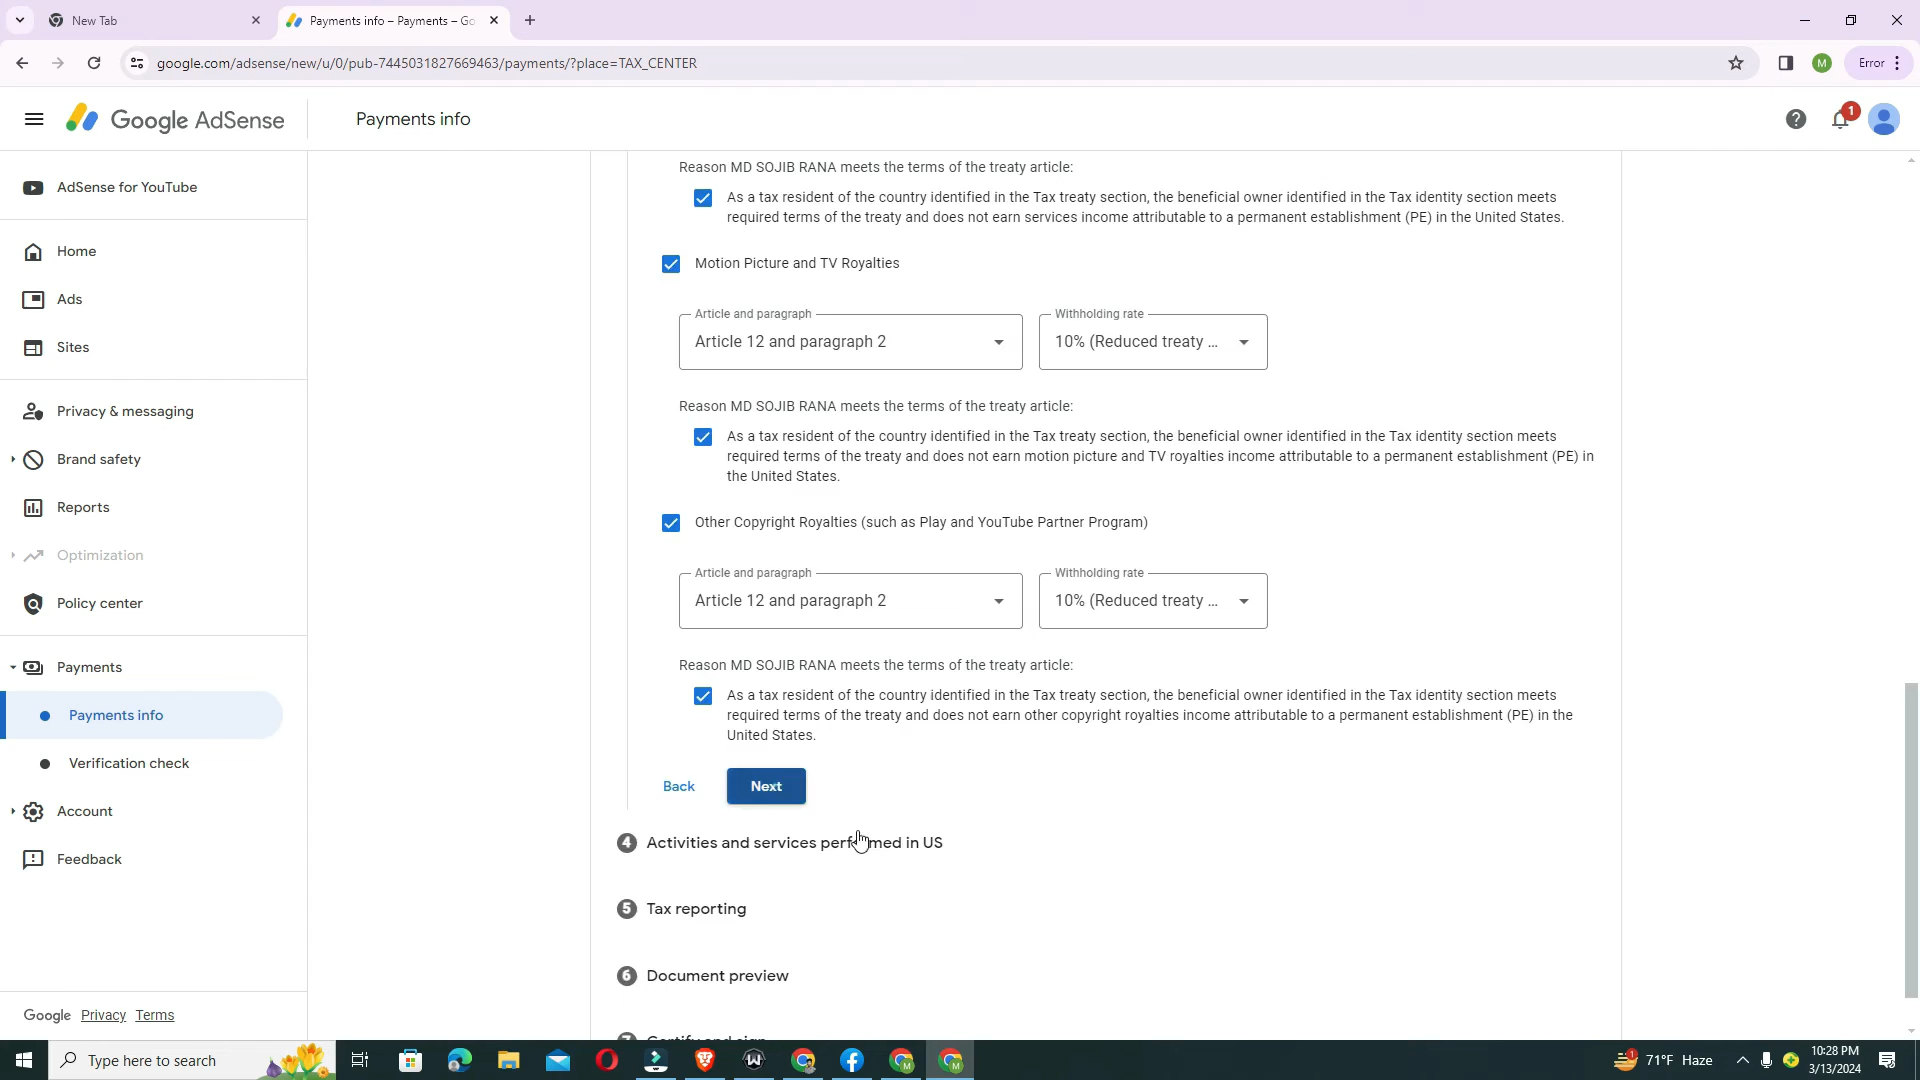 New Tab
Payments info – Payments – Go
google.com/adsense/new/u/0/pub-7445031827669463/payments/?place=TAX_CENTER
M
Error
Google AdSense
Payments info
1
AdSense for YouTube
Home
Ads
Sites
Privacy & messaging
Brand safety
Reports
Optimization
Policy center
Payments
Payments info
Verification check
Account
Feedback
Google Privacy Terms
Reason MD SOJIB RANA meets the terms of the treaty article:
As a tax resident of the country identified in the Tax treaty section, the beneficial owner identified in the Tax identity section meets
required terms of the treaty and does not earn services income attributable to a permanent establishment (PE) in the United States.
Motion Picture and TV Royalties
Article and paragraph
Withholding rate
Article 12 and paragraph 2
10% (Reduced treaty ...
Reason MD SOJIB RANA meets the terms of the treaty article:
As a tax resident of the country identified in the Tax treaty section, the beneficial owner identified in the Tax identity section meets
required terms of the treaty and does not earn motion picture and TV royalties income attributable to a permanent establishment (PE) in
the United States.
Other Copyright Royalties (such as Play and YouTube Partner Program)
Article and paragraph
Withholding rate
Article 12 and paragraph 2
10% (Reduced treaty ...
Reason MD SOJIB RANA meets the terms of the treaty article:
As a tax resident of the country identified in the Tax treaty section, the beneficial owner identified in the Tax identity section meets
required terms of the treaty and does not earn other copyright royalties income attributable to a permanent establishment (PE) in the
United States.
Back
Next
4 Activities and services performed in US
5 Tax reporting
6 Document preview
7 Certify and sign
Type here to search
71°F Haze
10:28 PM
3/13/2024